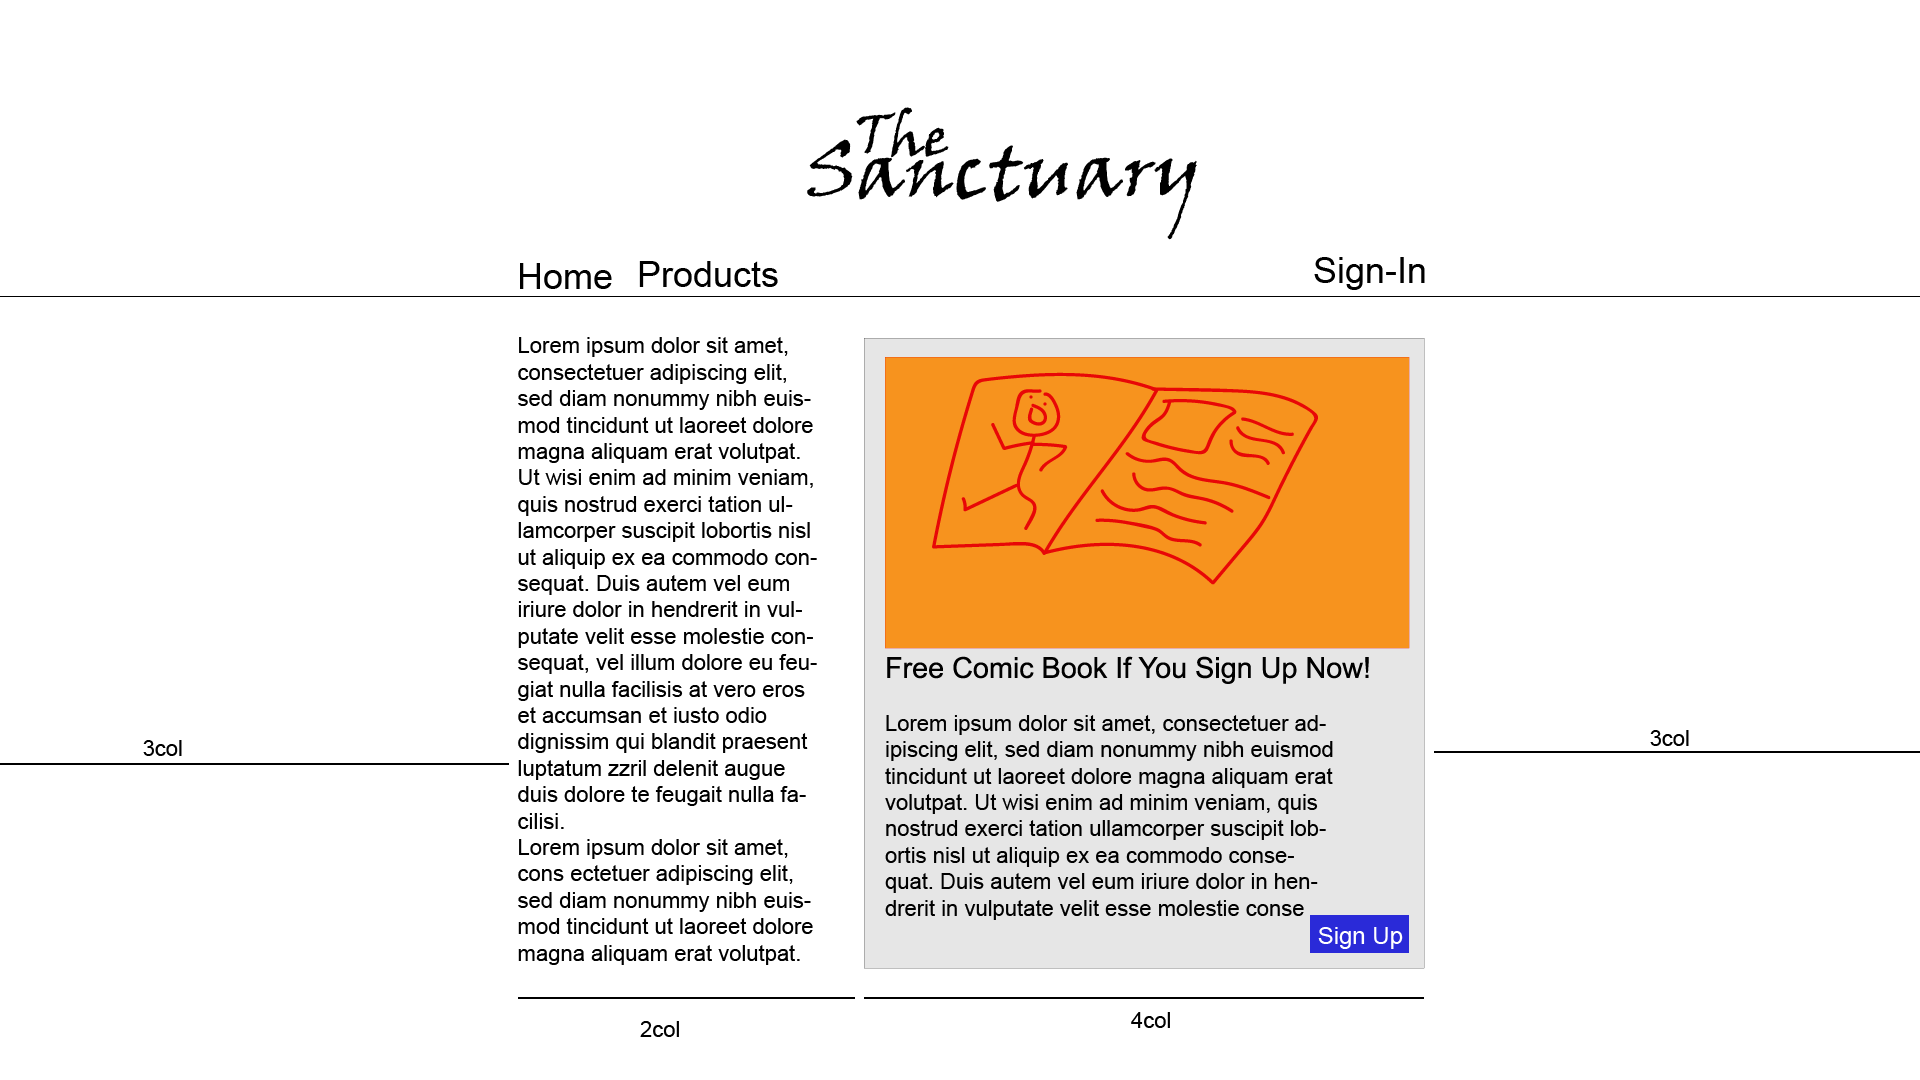 The
Sanctuary
Home Products Sign-In
Lorem ipsum dolor sit amet,
consectetuer adipiscing elit,
sed diam nonummy nibh euis-
mod tincidunt ut laoreet dolore
magna aliquam erat volutpat.
Ut wisi enim ad minim veniam,
quis nostrud exerci tation ul-
lamcorper suscipit lobortis nisl
ut aliquip ex ea commodo con-
sequat. Duis autem vel eum
iriure dolor in hendrerit in vul-
putate velit esse molestie con-
sequat, vel illum dolore eu feu-
giat nulla facilisis at vero eros
et accumsan et iusto odio
dignissim qui blandit praesent
luptatum zzril delenit augue
duis dolore te feugait nulla fa-
cilisi.
Lorem ipsum dolor sit amet,
cons ectetuer adipiscing elit,
sed diam nonummy nibh euis-
mod tincidunt ut laoreet dolore
magna aliquam erat volutpat.
Free Comic Book If You Sign Up Now!
Lorem ipsum dolor sit amet, consectetuer ad-
ipiscing elit, sed diam nonummy nibh euismod
tincidunt ut laoreet dolore magna aliquam erat
volutpat. Ut wisi enim ad minim veniam, quis
nostrud exerci tation ullamcorper suscipit lob-
ortis nisl ut aliquip ex ea commodo conse-
quat. Duis autem vel eum iriure dolor in hen-
drerit in vulputate velit esse molestie conse
Sign Up
3col
3col
2col
4col